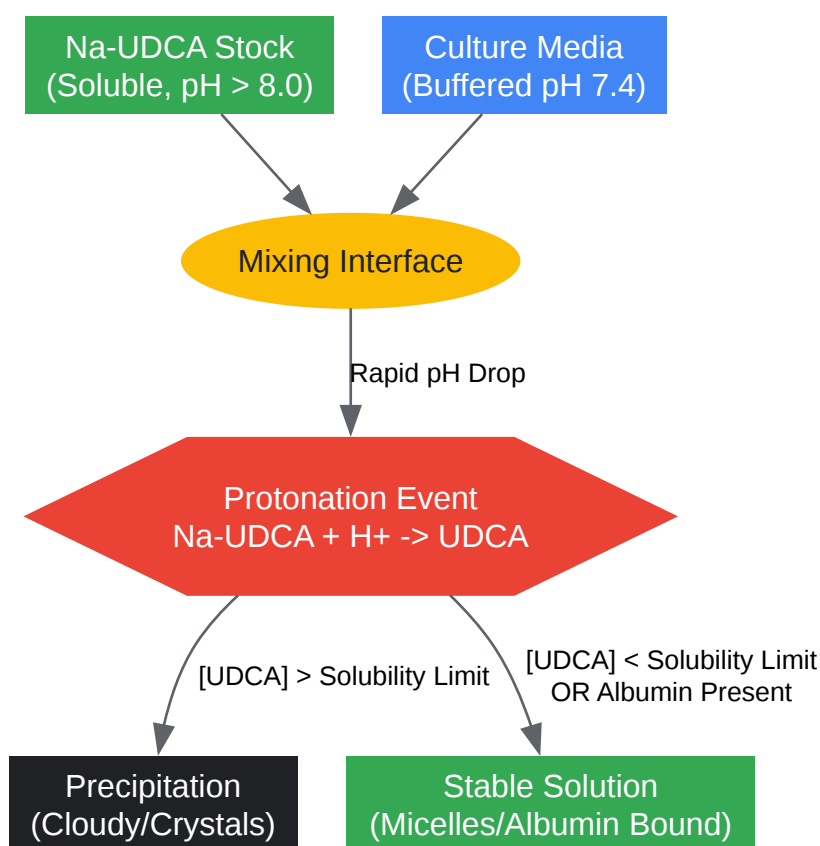 Na-UDCA Stock
(Soluble, pH > 8.0)
Culture Media
(Buffered pH 7.4)
Mixing Interface
Rapid pH Drop
Protonation Event
Na-UDCA + H+ -> UDCA
[UDCA] > Solubility Limit
[UDCA] < Solubility Limit
OR Albumin Present
Precipitation
(Cloudy/Crystals)
Stable Solution
(Micelles/Albumin Bound)